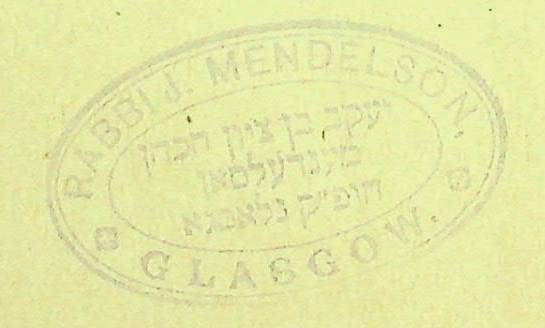 RABBI J. MENDELSON,
יעקב בן ציון הכהן
מענדעלסאן
חופ״ק גלאסגא
GLASGOW.